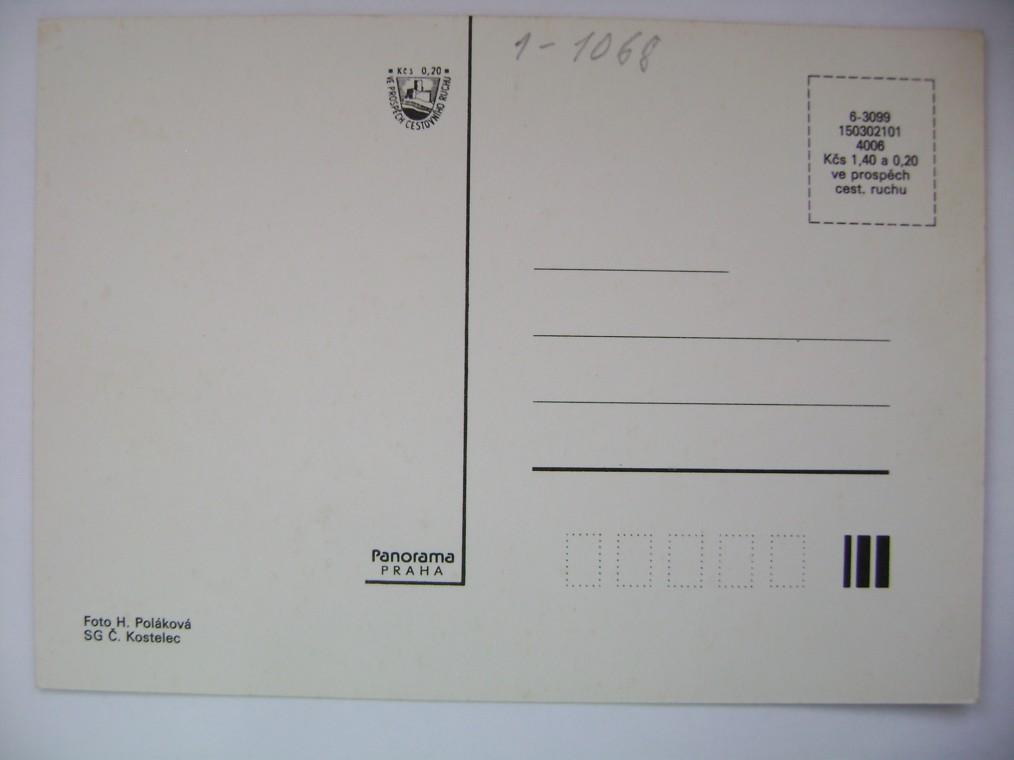 1-1068
Kčs 0,20
VE PROSPĚCH CESTOVNÍHO RUCHU
6-3099
150302101
4006
Kčs 1,40 a 0,20
ve prospěch
cest. ruchu
Panorama
PRAHA
Foto H. Poláková
SG Č. Kostelec